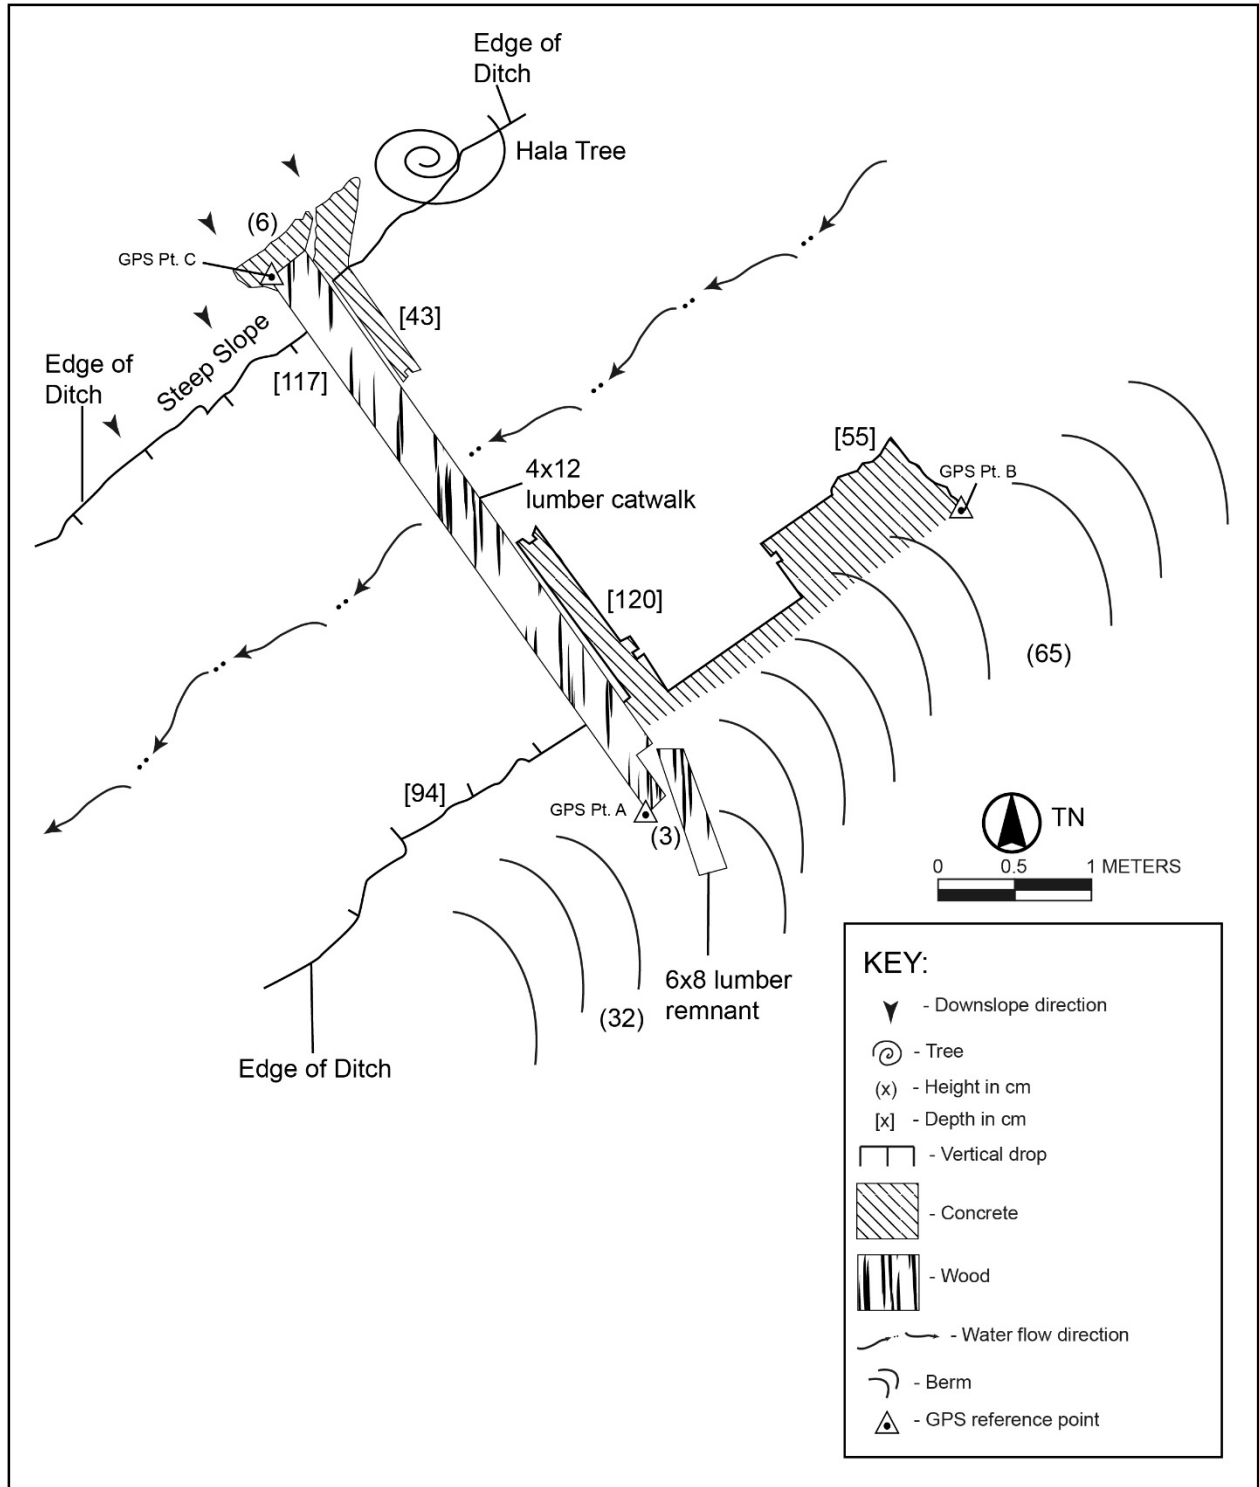 Edge of
Ditch
Hala Tree
(6)
GPS Pt. C
[43]
Steep Slope
Edge of
Ditch
[117]
[55]
GPS Pt. B
4x12
lumber catwalk
[120]
(65)
[94]
GPS Pt. A
(3)
TN
0 0.5 1 METERS
6x8 lumber
remnant
(32)
Edge of Ditch
KEY:
- Downslope direction
- Tree
(x) - Height in cm
[x] - Depth in cm
- Vertical drop
- Concrete
- Wood
- Water flow direction
- Berm
- GPS reference point